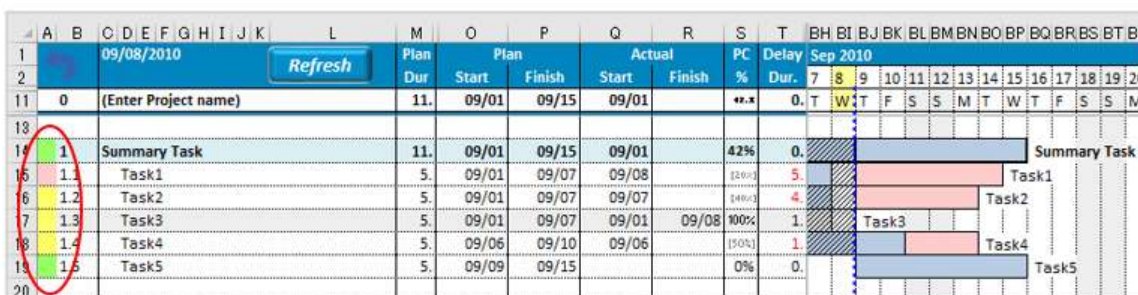 A B C D E F G H I J K L M O P Q R S T BH BI BJ BK BL BM BN BO BP BQ BR BS BT B
1 09/08/2010 Refresh Plan Plan Actual PC Delay Sep 2010
2 Dur Start Finish Start Finish % Dur. 7 8 9 10 11 12 13 14 15 16 17 18 19 2
11 0 (Enter Project name) 11. 09/01 09/15 09/01 42.% 0. T W T F S S M T W T F S S M
13
14 1 Summary Task 11. 09/01 09/15 09/01 42% 0. Summary Task
15 1.1 Task1 5. 09/01 09/07 09/08 [20%] 5. Task1
16 1.2 Task2 5. 09/01 09/07 09/07 [40%] 4. Task2
17 1.3 Task3 5. 09/01 09/07 09/01 09/08 100% 1. Task3
18 1.4 Task4 5. 09/06 09/10 09/06 [50%] 1. Task4
19 1.5 Task5 5. 09/09 09/15 0% 0. Task5
20